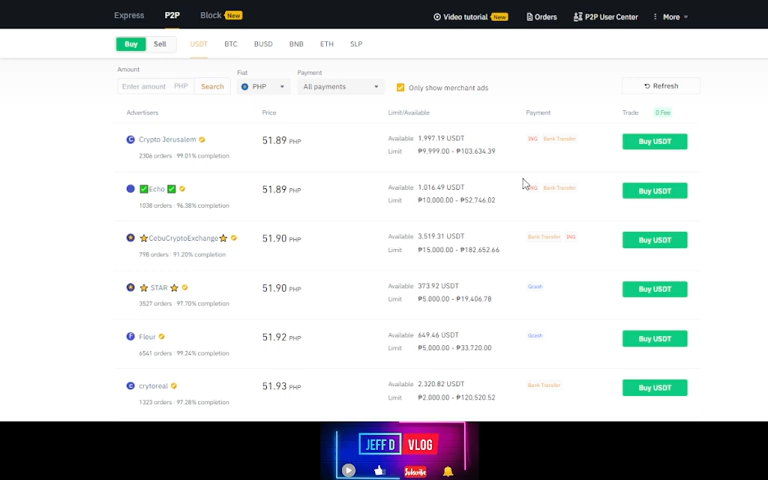 Express P2P Block New Video tutorial New Orders P2P User Center More
Buy Sell USDT BTC BUSD BNB ETH SLP
Amount Fiat Payment
Enter amount PHP Search PHP All payments Only show merchant ads Refresh
Advertisers Price Limit/Available Payment Trade 0 Fee
Crypto Jerusalem 51.89 PHP Available 1,997.19 USDT ING Bank Transfer Buy USDT
2306 orders 99.01% completion Limit ₱9,999.00 - ₱103,634.39
Echo 51.89 PHP Available 1,016.49 USDT ING Bank Transfer Buy USDT
1038 orders 96.38% completion Limit ₱10,000.00 - ₱52,746.02
CebuCryptoExchange 51.90 PHP Available 3,519.31 USDT Bank Transfer ING Buy USDT
798 orders 91.20% completion Limit ₱15,000.00 - ₱182,652.66
STAR 51.90 PHP Available 373.92 USDT Gcash Buy USDT
3527 orders 97.70% completion Limit ₱5,000.00 - ₱19,406.78
Fleur 51.92 PHP Available 649.46 USDT Gcash Buy USDT
6541 orders 99.24% completion Limit ₱5,000.00 - ₱33,720.00
crytoreal 51.93 PHP Available 2,320.82 USDT Bank Transfer Buy USDT
1323 orders 97.28% completion Limit ₱2,000.00 - ₱120,520.52
JEFF D VLOG
Subscribe